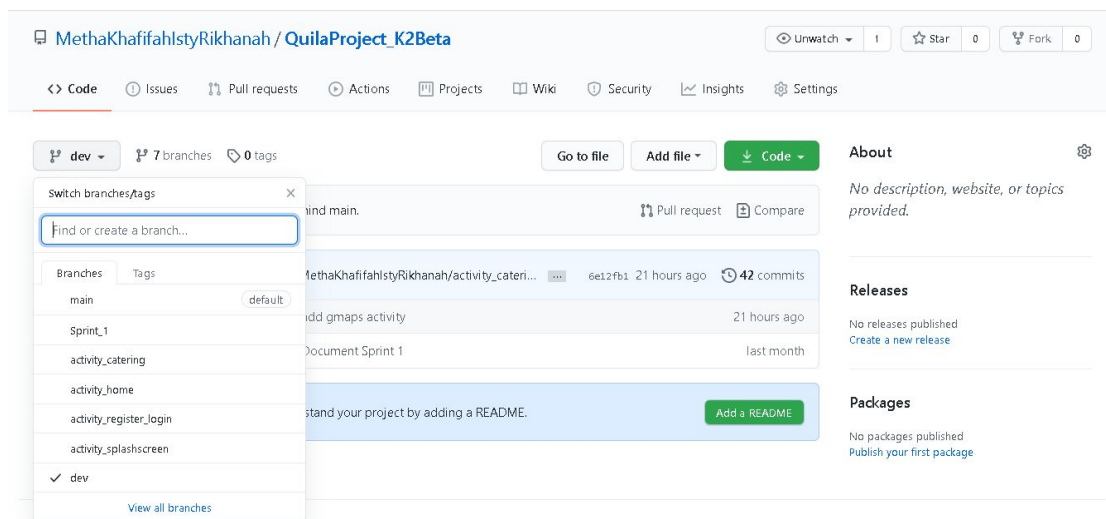 MethaKhafifahIstyRikhanah / QuilaProject_K2Beta
Unwatch 1 Star 0 Fork 0
Code Issues Pull requests Actions Projects Wiki Security Insights Settings
dev 7 branches 0 tags Go to file Add file Code
Switch branches/tags
Find or create a branch...
Branches Tags
main default
Sprint_1
activity_catering
activity_home
activity_register_login
activity_splashscreen
dev
View all branches
ind main. Pull request Compare
MethaKhafifahIstyRikhanah/activity_cateri... ... 6e12fb1 21 hours ago 42 commits
add gmaps activity 21 hours ago
Document Sprint 1 last month
stand your project by adding a README. Add a README
About
No description, website, or topics
provided.
Releases
No releases published
Create a new release
Packages
No packages published
Publish your first package